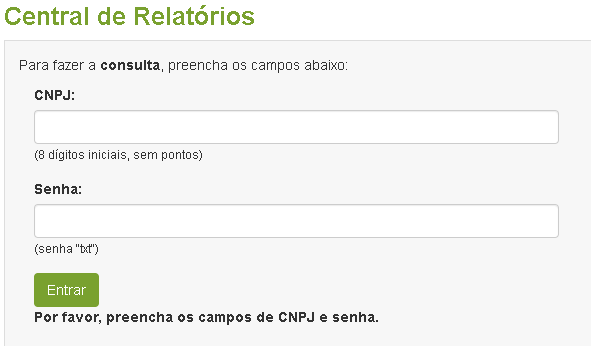 Central de Relatórios
Para fazer a consulta, preencha os campos abaixo:
CNPJ:
(8 dígitos iniciais, sem pontos)
Senha:
(senha "txt")
Entrar
Por favor, preencha os campos de CNPJ e senha.